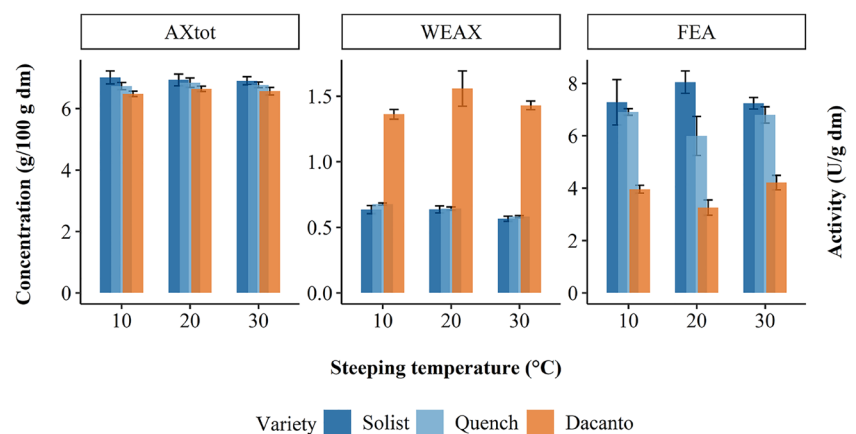 AXtot WEAX FEA
Concentration (g/100 g dm)
0 2 4 6
0.0 0.5 1.0 1.5
0 2 4 6 8
Activity (U/g dm)
10 20 30 10 20 30 10 20 30
Steeping temperature (°C)
Variety Solist Quench Dacanto